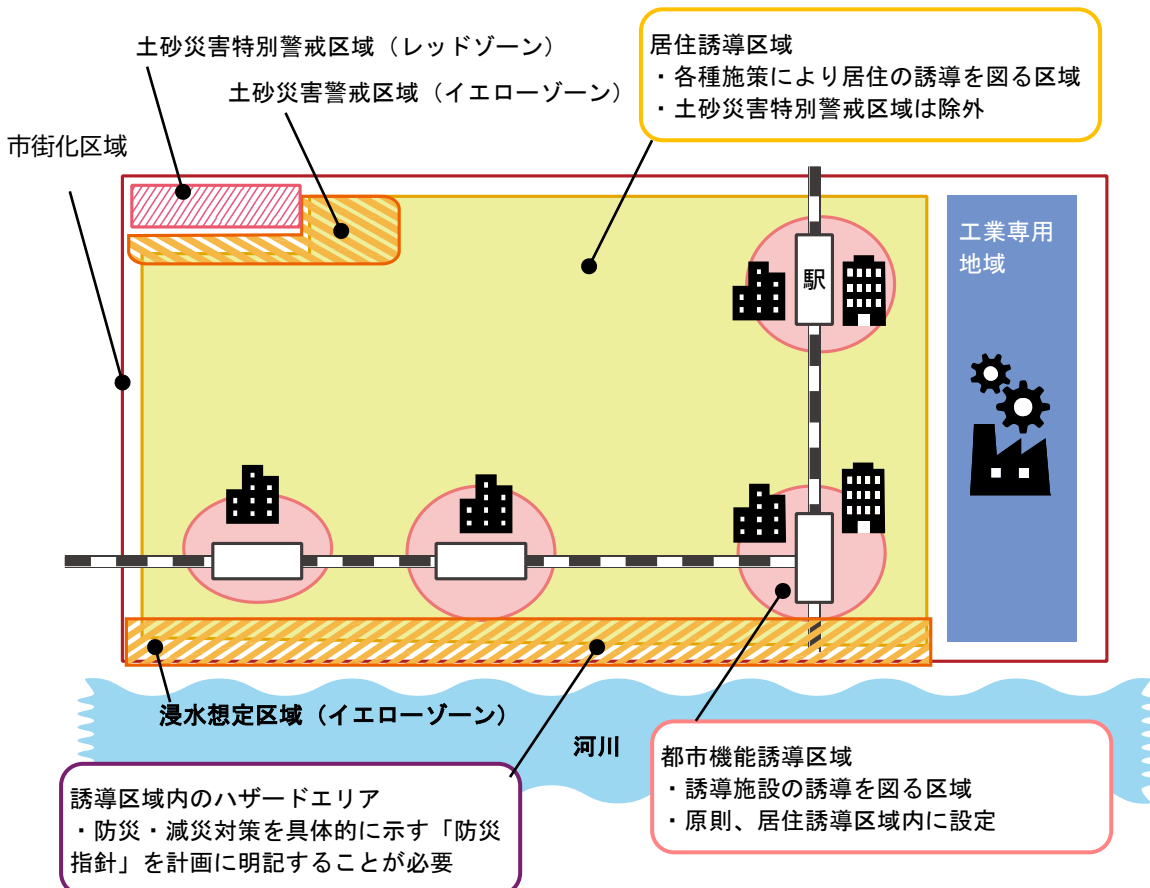 土砂災害特別警戒区域（レッドゾーン）
土砂災害警戒区域（イエローゾーン）
市街化区域
居住誘導区域
・各種施策により居住の誘導を図る区域
・土砂災害特別警戒区域は除外
工業専用
地域
駅
浸水想定区域（イエローゾーン）
河川
誘導区域内のハザードエリア
・防災・減災対策を具体的に示す「防災
指針」を計画に明記することが必要
都市機能誘導区域
・誘導施設の誘導を図る区域
・原則、居住誘導区域内に設定